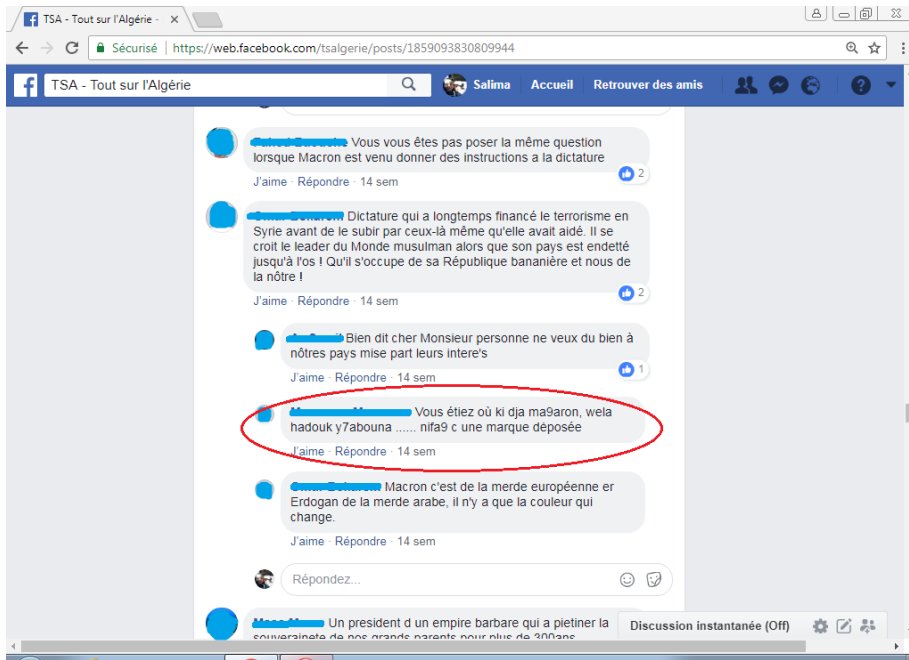 TSA - Tout sur l'Algérie -
Sécurisé
https://web.facebook.com/tsalgerie/posts/1859093830809944
TSA - Tout sur l'Algérie
Salima Accueil Retrouver des amis
Vous vous êtes pas poser la même question
lorsque Macron est venu donner des instructions a la dictature
2
J'aime · Répondre · 14 sem
Dictature qui a longtemps financé le terrorisme en
Syrie avant de le subir par ceux-là même qu'elle avait aidé. Il se
croit le leader du Monde musulman alors que son pays est endetté
jusqu'à l'os ! Qu'il s'occupe de sa République bananière et nous de
la nôtre !
2
J'aime · Répondre · 14 sem
Bien dit cher Monsieur personne ne veux du bien à
nôtres pays mise part leurs intere's
1
J'aime · Répondre · 14 sem
Vous étiez où ki dja ma9aron, wela
hadouk y7abouna ...... nifa9 c une marque déposée
J'aime · Répondre · 14 sem
Macron c'est de la merde européenne er
Erdogan de la merde arabe, il n'y a que la couleur qui
change.
J'aime · Répondre · 14 sem
Répondez...
Un president d un empire barbare qui a pietiner la
souverainete de nos grands parents pour plus de 300ans
Discussion instantanée (Off)